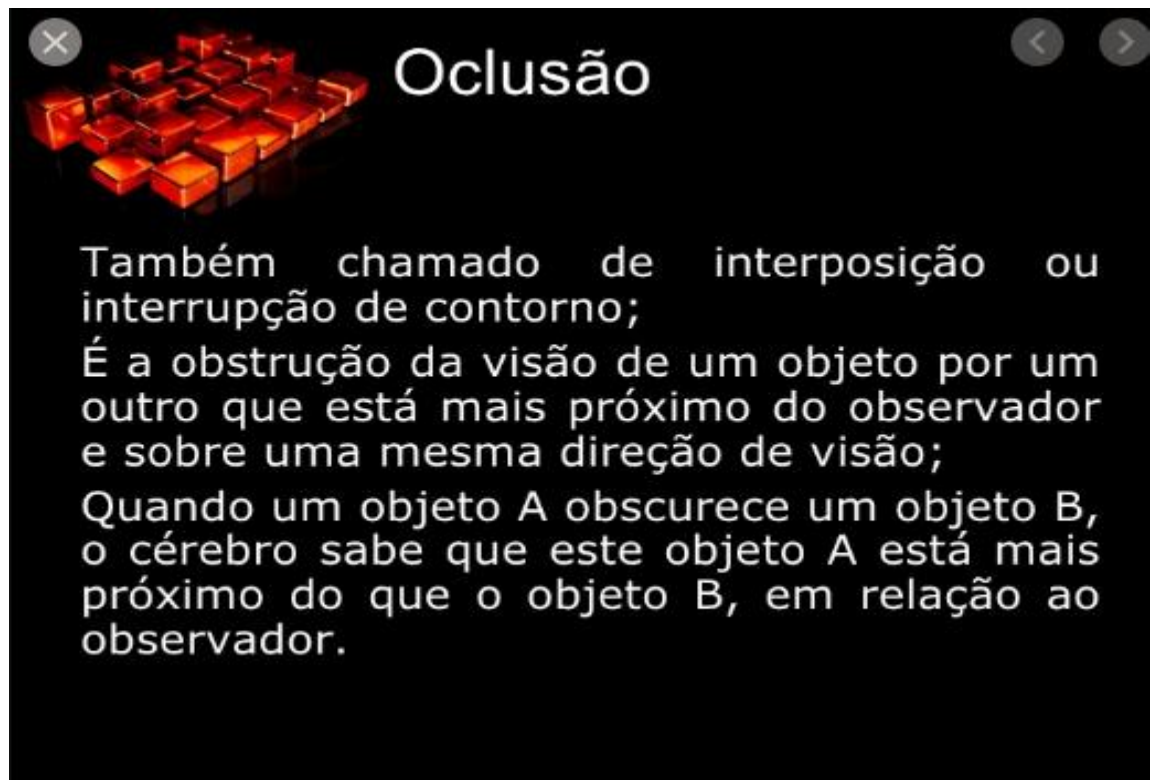 Oclusão
Também chamado de interposição ou
interrupção de contorno;
É a obstrução da visão de um objeto por um
outro que está mais próximo do observador
e sobre uma mesma direção de visão;
Quando um objeto A obscurece um objeto B,
o cérebro sabe que este objeto A está mais
próximo do que o objeto B, em relação ao
observador.